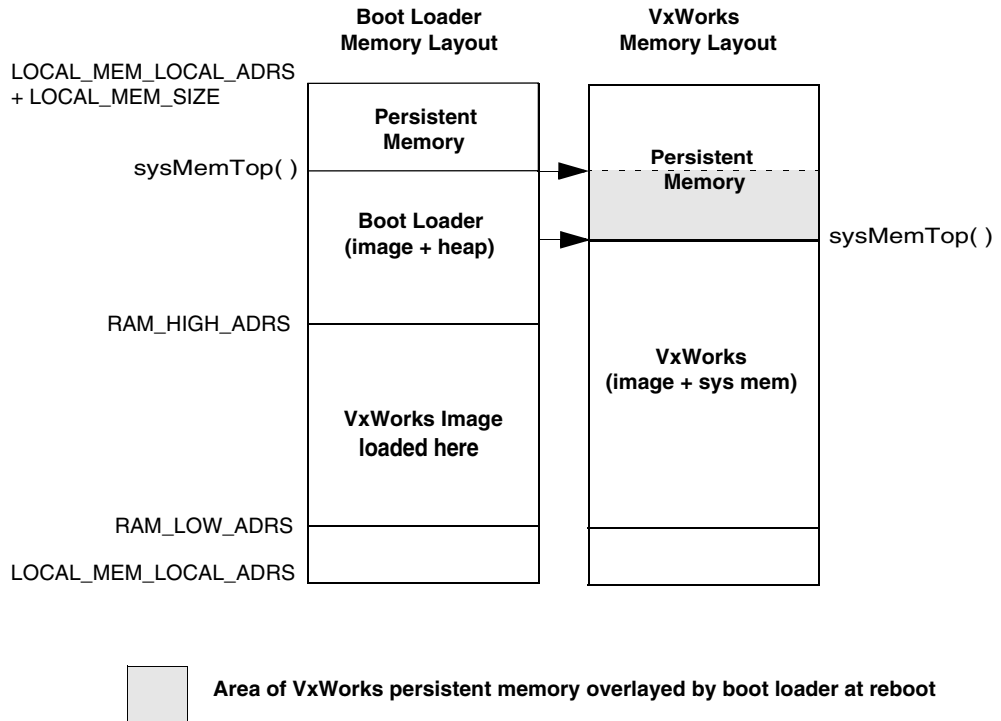 Boot Loader
Memory Layout
VxWorks
Memory Layout
LOCAL_MEM_LOCAL_ADRS
+ LOCAL_MEM_SIZE
Persistent
Memory
Persistent
Memory
sysMemTop( )
Boot Loader
(image + heap)
sysMemTop( )
RAM_HIGH_ADRS
VxWorks
(image + sys mem)
VxWorks Image
loaded here
RAM_LOW_ADRS
LOCAL_MEM_LOCAL_ADRS
Area of VxWorks persistent memory overlayed by boot loader at reboot